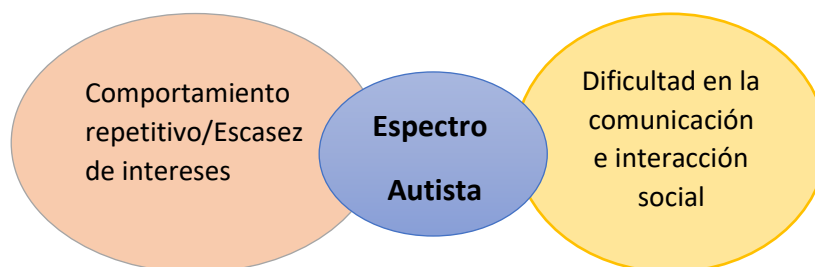 Comportamiento
repetitivo/Escasez
de intereses
Espectro
Autista
Dificultad en la
comunicación
e interacción
social